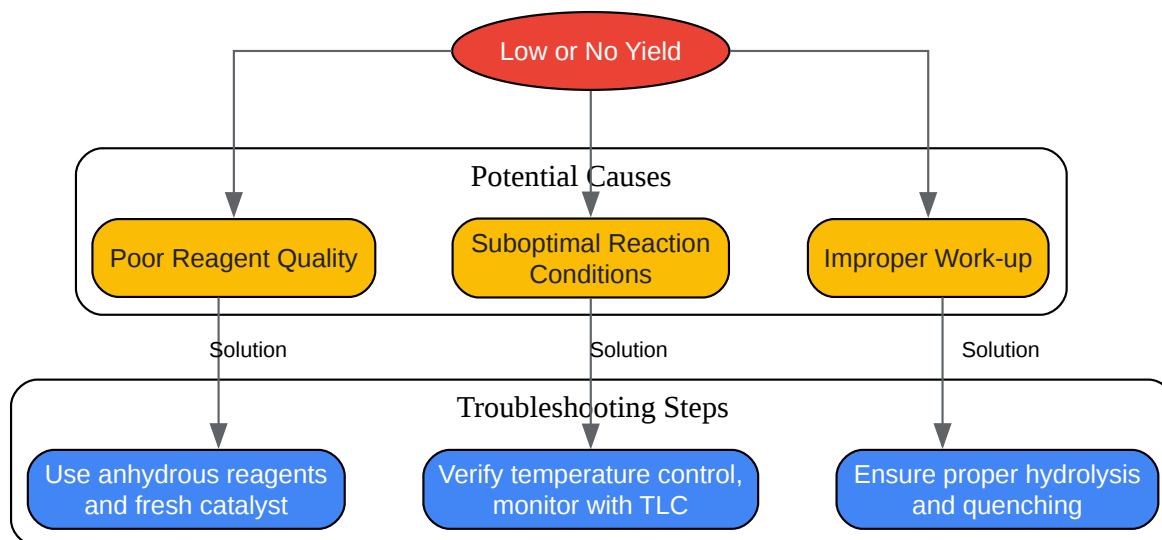 Low or No Yield
Potential Causes
Poor Reagent Quality
Suboptimal Reaction
Conditions
Improper Work-up
Solution
Solution
Solution
Troubleshooting Steps
Use anhydrous reagents
and fresh catalyst
Verify temperature control,
monitor with TLC
Ensure proper hydrolysis
and quenching